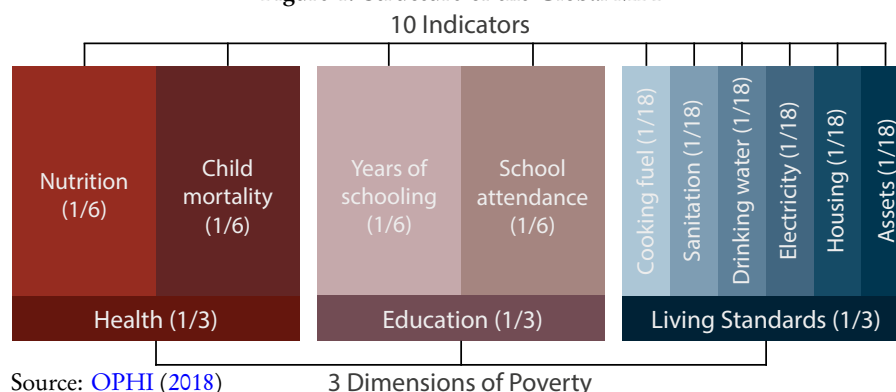 10 Indicators
Nutrition
(1/6)
Child
mortality
(1/6)
Years of
schooling
(1/6)
School
attendance
(1/6)
Cooking fuel (1/18)
Sanitation (1/18)
Drinking water (1/18)
Electricity (1/18)
Housing (1/18)
Assets (1/18)
Health (1/3)
Education (1/3)
Living Standards (1/3)
3 Dimensions of Poverty
Source: OPHI (2018)